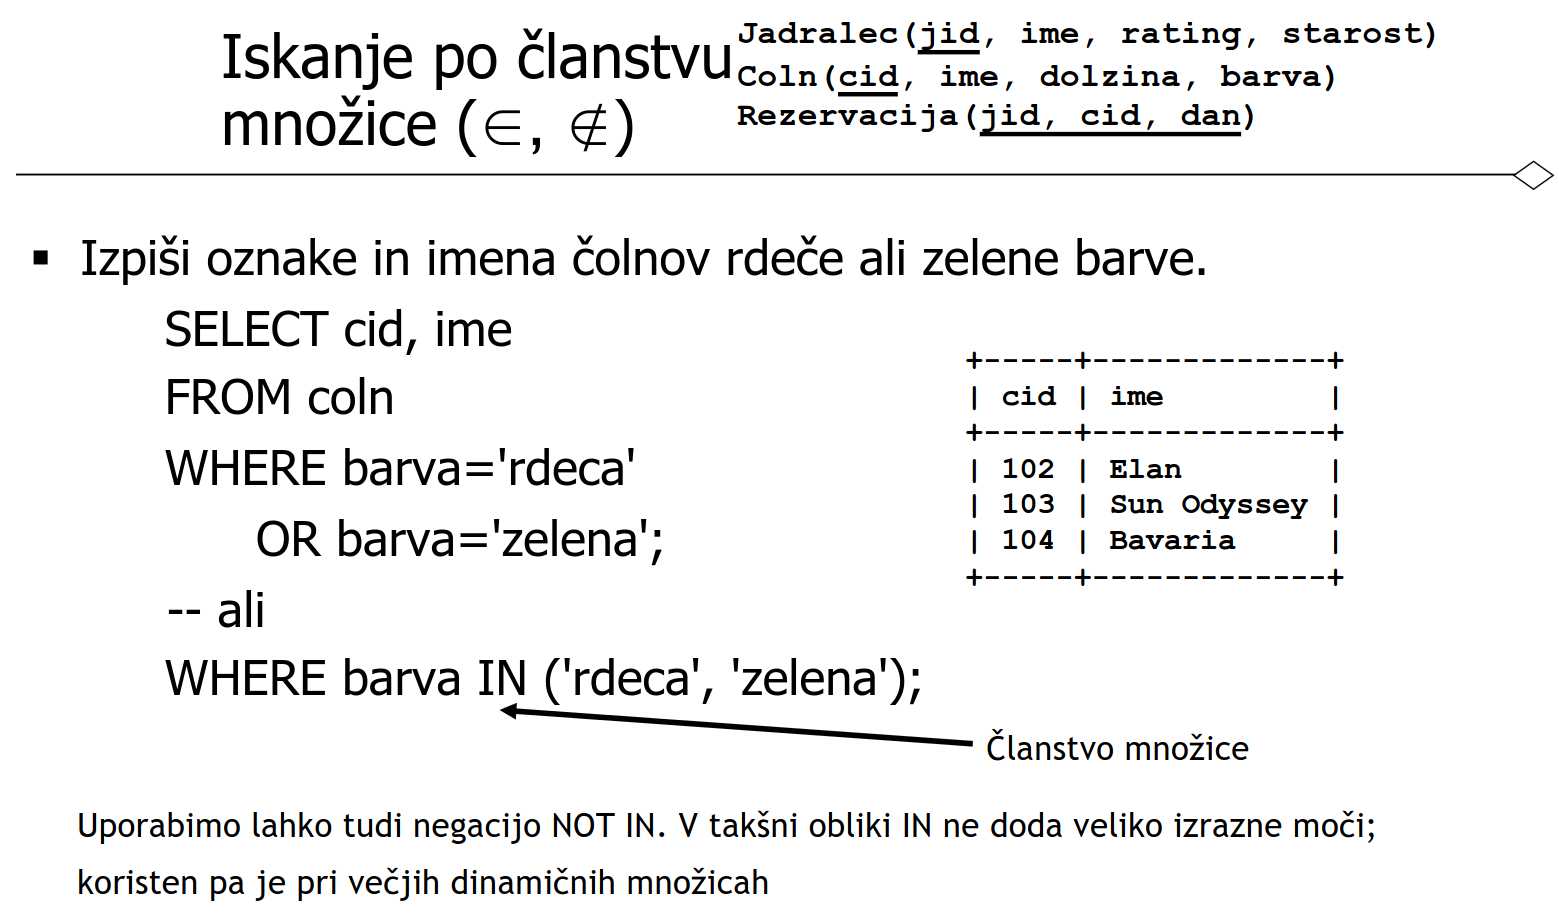 Iskanje po članstvu
množice (∈, ∉)
Jadralec(jid, ime, rating, starost)
Coln(cid, ime, dolzina, barva)
Rezervacija(jid, cid, dan)
▪ Izpiši oznake in imena čolnov rdeče ali zelene barve.
SELECT cid, ime
FROM coln
WHERE barva='rdeca'
OR barva='zelena';
-- ali
WHERE barva IN ('rdeca', 'zelena');
+-----+-------------+
| cid | ime         |
+-----+-------------+
| 102 | Elan        |
| 103 | Sun Odyssey |
| 104 | Bavaria     |
+-----+-------------+
Članstvo množice
Uporabimo lahko tudi negacijo NOT IN. V takšni obliki IN ne doda veliko izrazne moči;
koristen pa je pri večjih dinamičnih množicah